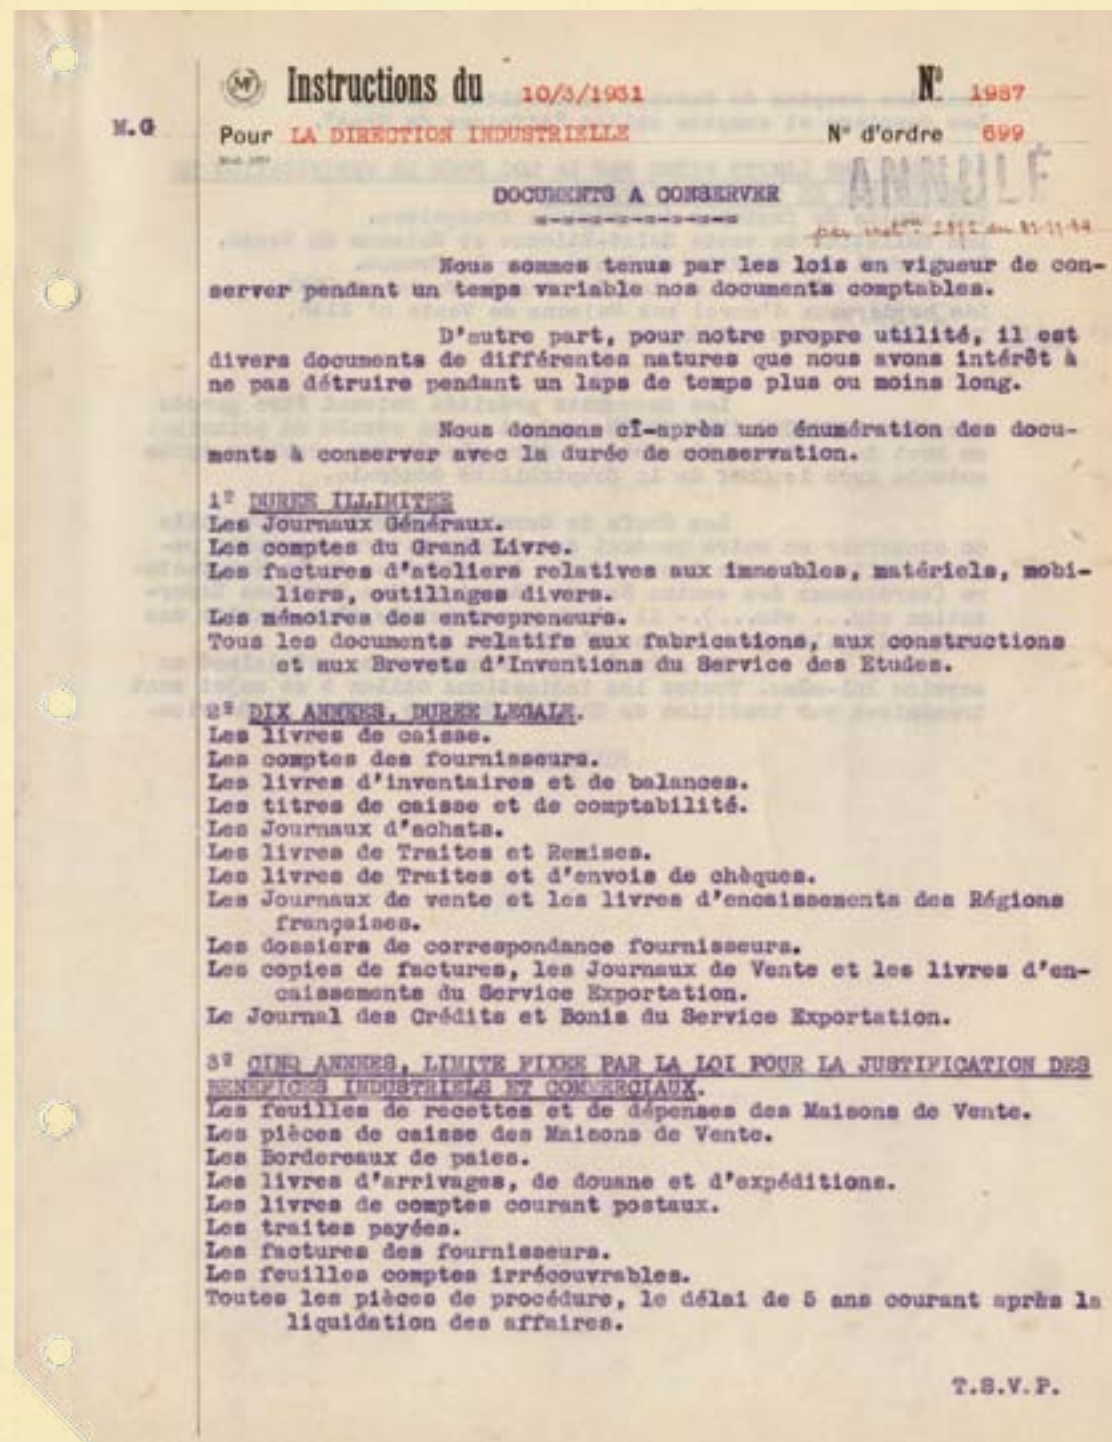 MF Instructions du 10/3/1931 N° 1987
M.G
Pour LA DIRECTION INDUSTRIELLE N° d'ordre 699
ANNULÉ
DOCUMENTS A CONSERVER
=-=-=-=-=-=-=-=-=
par inst°ⁿ
Nous sommes tenus par les lois en vigueur de con-
server pendant un temps variable nos documents comptables.
D'autre part, pour notre propre utilité, il est
divers documents de différentes natures que nous avons intérêt à
ne pas détruire pendant un laps de temps plus ou moins long.
Nous donnons ci-après une énumération des docu-
ments à conserver avec la durée de conservation.
1° DUREE ILLIMITEE
Les Journaux Généraux.
Les comptes du Grand Livre.
Les factures d'ateliers relatives aux immeubles, matériels, mobi-
liers, outillages divers.
Les mémoires des entrepreneurs.
Tous les documents relatifs aux fabrications, aux constructions
et aux Brevets d'Inventions du Service des Etudes.
2° DIX ANNEES, DUREE LEGALE.
Les livres de caisse.
Les comptes des fournisseurs.
Les livres d'inventaires et de balances.
Les titres de caisse et de comptabilité.
Les Journaux d'achats.
Les livres de Traites et Remises.
Les livres de Traites et d'envois de chèques.
Les Journaux de vente et les livres d'encaissements des Régions
françaises.
Les dossiers de correspondance fournisseurs.
Les copies de factures, les Journaux de Vente et les livres d'en-
caissements du Service Exportation.
Le Journal des Crédits et Bonis du Service Exportation.
3° CINQ ANNEES, LIMITE FIXEE PAR LA LOI POUR LA JUSTIFICATION DES
BENEFICES INDUSTRIELS ET COMMERCIAUX.
Les feuilles de recettes et de dépenses des Maisons de Vente.
Les pièces de caisse des Maisons de Vente.
Les Bordereaux de paies.
Les livres d'arrivages, de douane et d'expéditions.
Les livres de comptes courant postaux.
Les traites payées.
Les factures des fournisseurs.
Les feuilles comptes irrécouvrables.
Toutes les pièces de procédure, le délai de 5 ans courant après la
liquidation des affaires.
T.S.V.P.